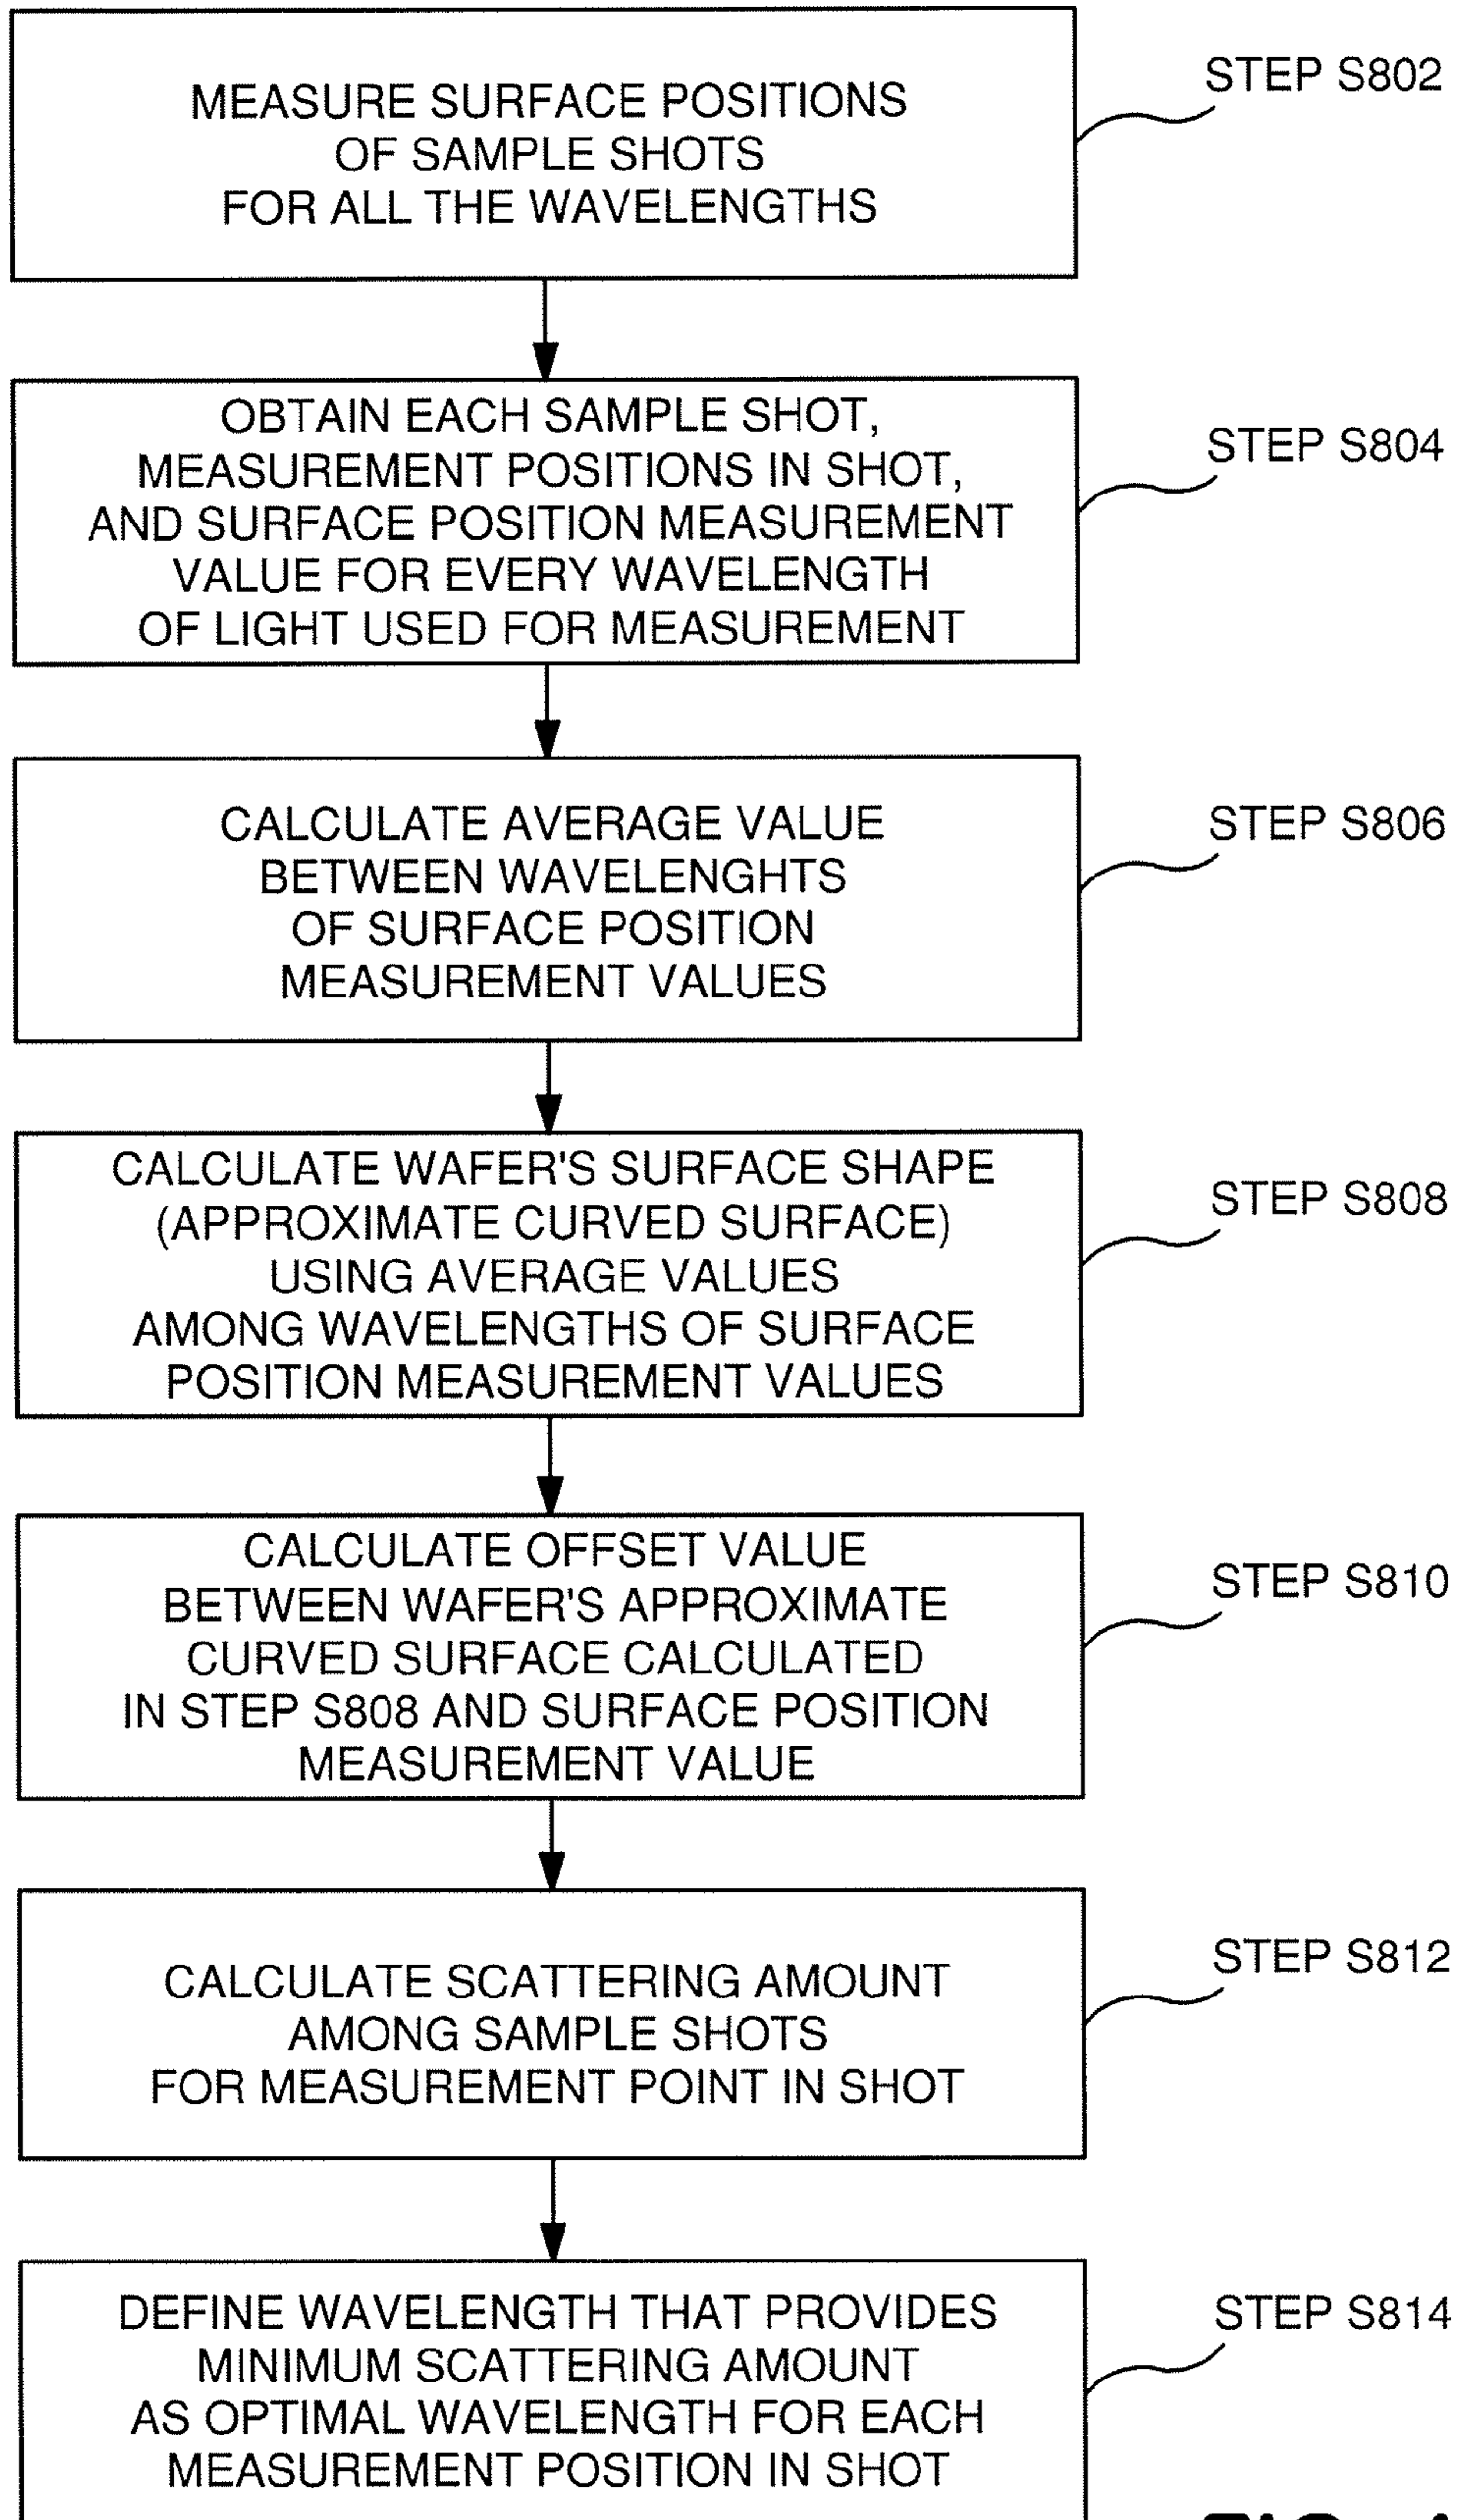 MEASURE SURFACE POSITIONS
OF SAMPLE SHOTS
FOR ALL THE WAVELENGTHS
STEP S802
OBTAIN EACH SAMPLE SHOT,
MEASUREMENT POSITIONS IN SHOT,
AND SURFACE POSITION MEASUREMENT
VALUE FOR EVERY WAVELENGTH
OF LIGHT USED FOR MEASUREMENT
STEP S804
CALCULATE AVERAGE VALUE
BETWEEN WAVELENGHTS
OF SURFACE POSITION
MEASUREMENT VALUES
STEP S806
CALCULATE WAFER'S SURFACE SHAPE
(APPROXIMATE CURVED SURFACE)
USING AVERAGE VALUES
AMONG WAVELENGTHS OF SURFACE
POSITION MEASUREMENT VALUES
STEP S808
CALCULATE OFFSET VALUE
BETWEEN WAFER'S APPROXIMATE
CURVED SURFACE CALCULATED
IN STEP S808 AND SURFACE POSITION
MEASUREMENT VALUE
STEP S810
CALCULATE SCATTERING AMOUNT
AMONG SAMPLE SHOTS
FOR MEASUREMENT POINT IN SHOT
STEP S812
DEFINE WAVELENGTH THAT PROVIDES
MINIMUM SCATTERING AMOUNT
AS OPTIMAL WAVELENGTH FOR EACH
MEASUREMENT POSITION IN SHOT
STEP S814